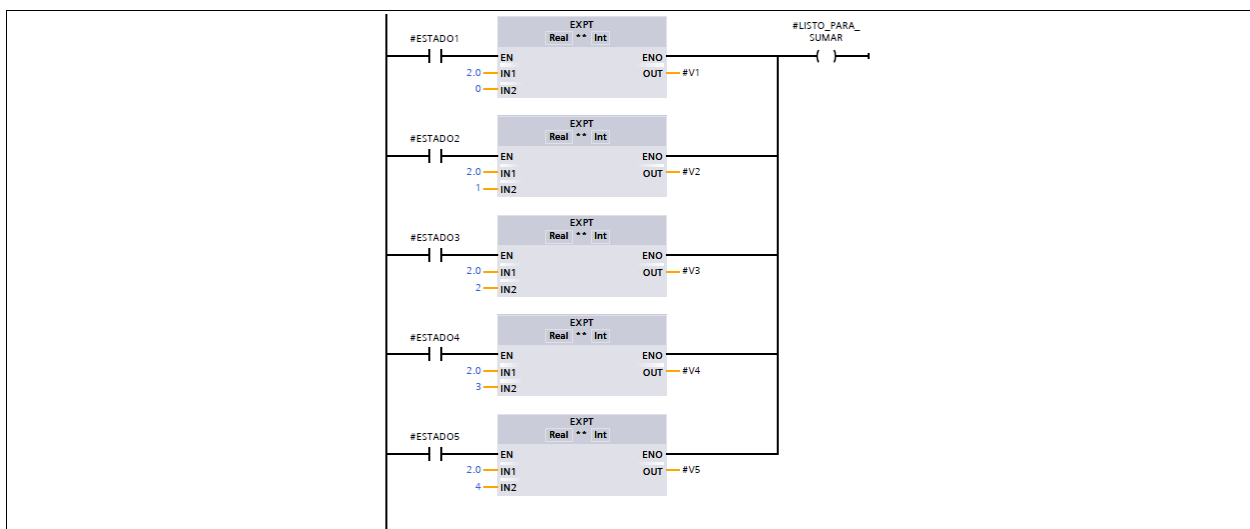 EXPT
Real ** Int
#ESTADO1
EN
ENO
2.0
IN1
OUT
#V1
0
IN2
#LISTO_PARA_
SUMAR
EXPT
Real ** Int
#ESTADO2
EN
ENO
2.0
IN1
OUT
#V2
1
IN2
EXPT
Real ** Int
#ESTADO3
EN
ENO
2.0
IN1
OUT
#V3
2
IN2
EXPT
Real ** Int
#ESTADO4
EN
ENO
2.0
IN1
OUT
#V4
3
IN2
EXPT
Real ** Int
#ESTADO5
EN
ENO
2.0
IN1
OUT
#V5
4
IN2